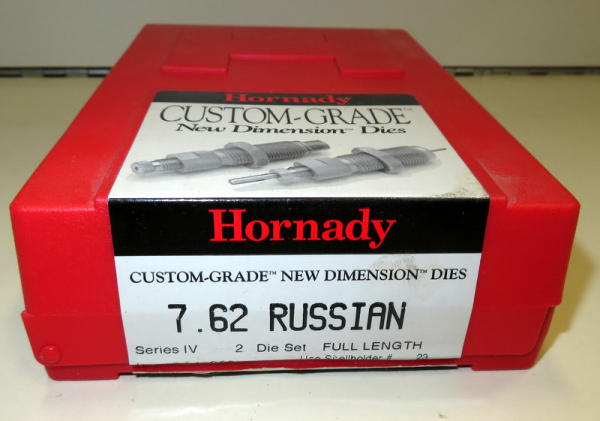 Hornady
CUSTOM-GRADE™
New Dimension™ Dies
Hornady
CUSTOM-GRADE™ NEW DIMENSION™ DIES
7.62 RUSSIAN
Series IV 2 Die Set FULL LENGTH
Use Shellholder # 23